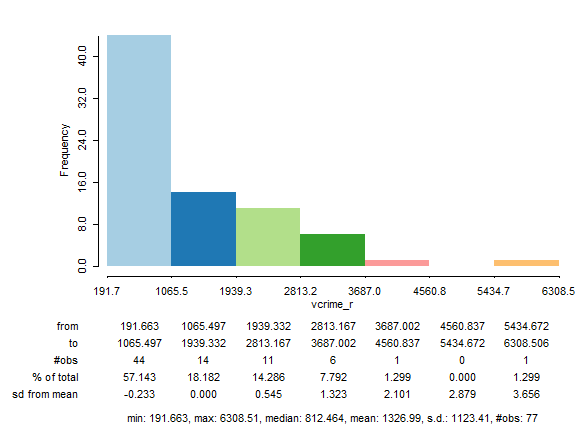 40.0
32.0
24.0
16.0
8.0
0.0
Frequency
191.7 1065.5 1939.3 2813.2 3687.0 4560.8 5434.7 6308.5
vcrime_r
from 191.663 1065.497 1939.332 2813.167 3687.002 4560.837 5434.672
to 1065.497 1939.332 2813.167 3687.002 4560.837 5434.672 6308.506
#obs 44 14 11 6 1 0 1
% of total 57.143 18.182 14.286 7.792 1.299 0.000 1.299
sd from mean -0.233 0.000 0.545 1.323 2.101 2.879 3.656
min: 191.663, max: 6308.51, median: 812.464, mean: 1326.99, s.d.: 1123.41, #obs: 77